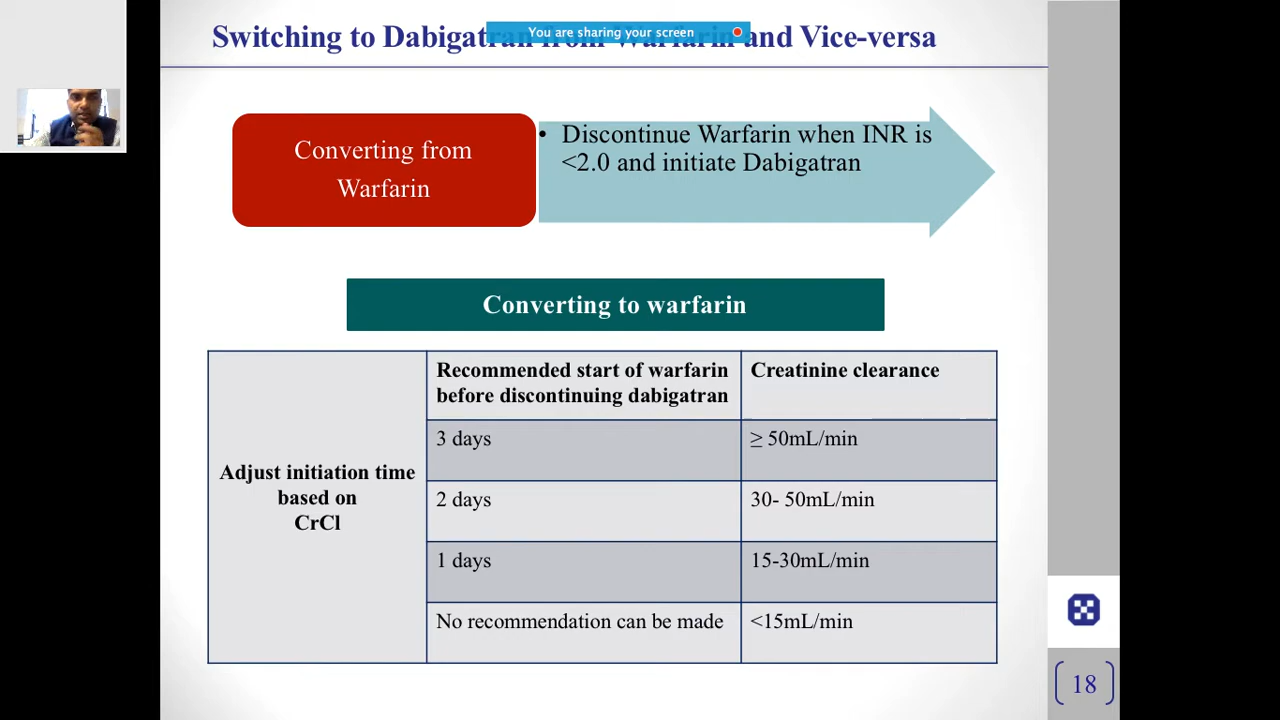 Switching to Dabigatran from Warfarin and Vice-versa
You are sharing your screen
Converting from
Warfarin
• Discontinue Warfarin when INR is
<2.0 and initiate Dabigatran
Converting to warfarin
Adjust initiation time
based on
CrCl
Recommended start of warfarin
before discontinuing dabigatran
Creatinine clearance
3 days
≥ 50mL/min
2 days
30- 50mL/min
1 days
15-30mL/min
No recommendation can be made
<15mL/min
18